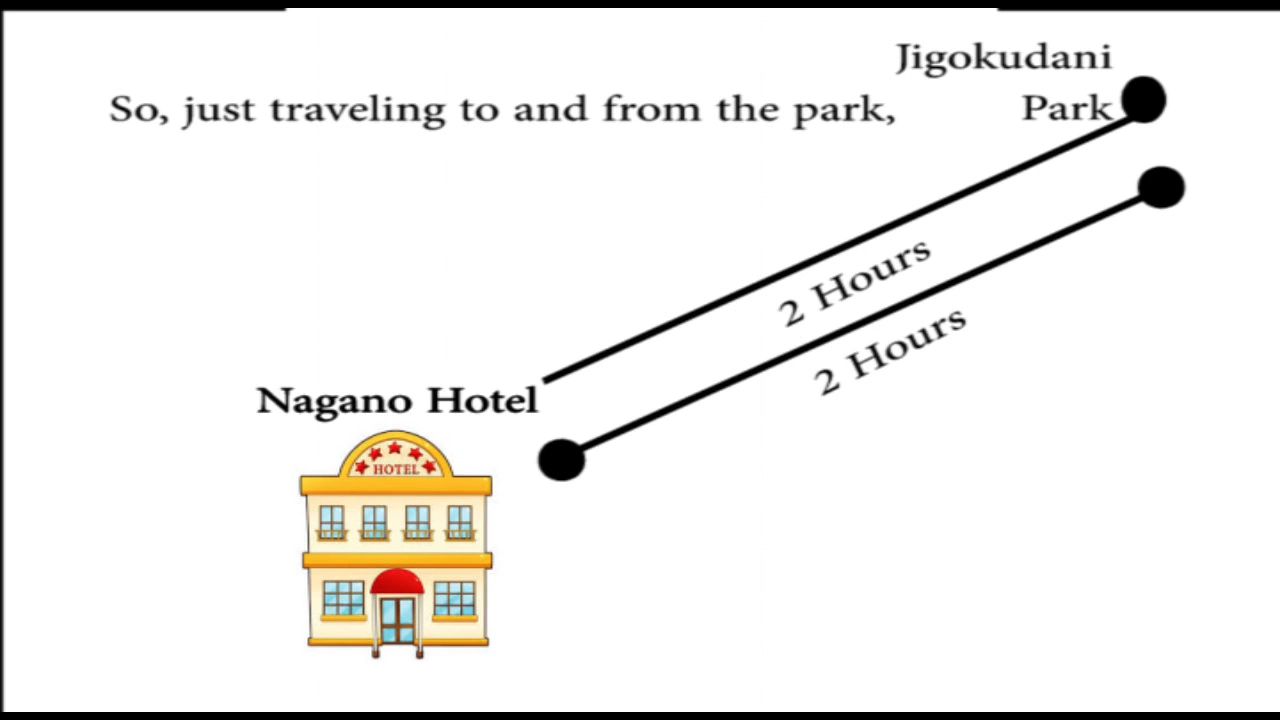 Jigokudani
So, just traveling to and from the park,
Park
2 Hours
2 Hours
Nagano Hotel
HOTEL